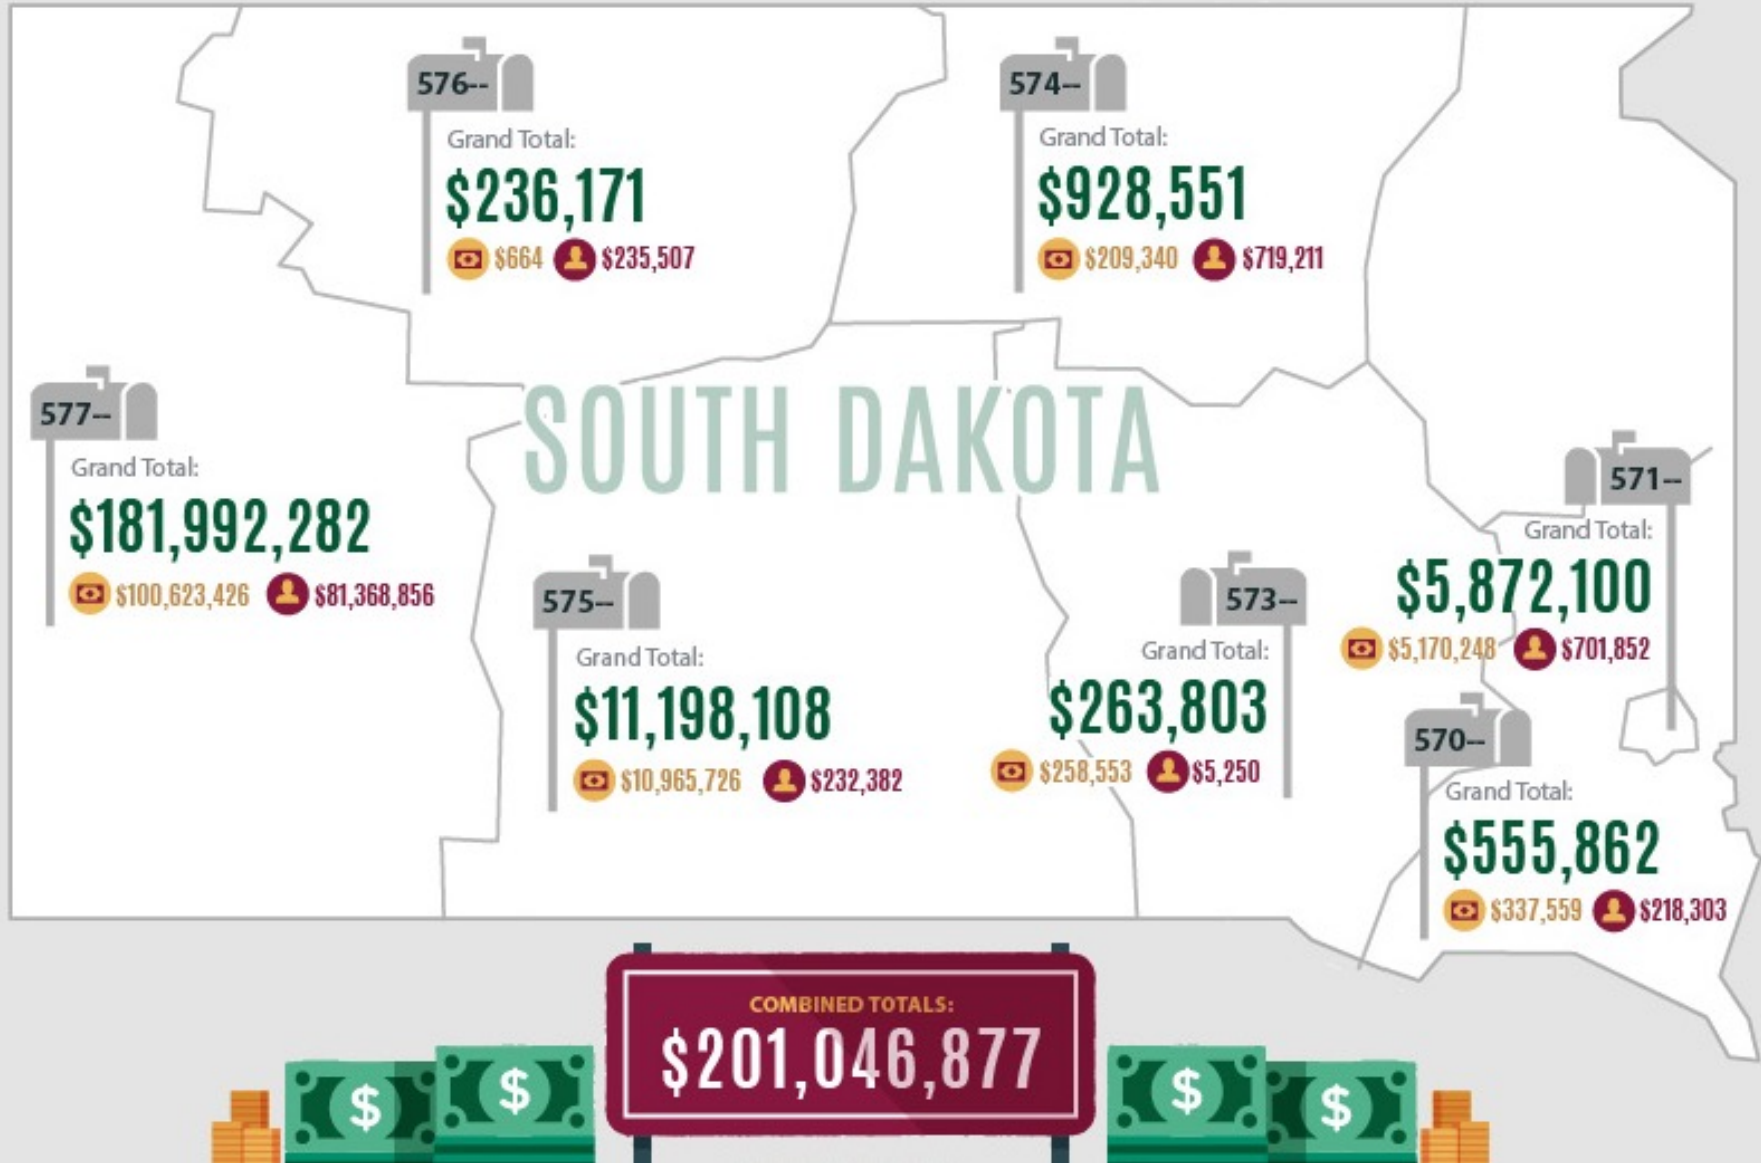 576--
Grand Total:
$236,171
$664 $235,507
574--
Grand Total:
$928,551
$209,340 $719,211
577--
Grand Total:
$181,992,282
$100,623,426 $81,368,856
SOUTH DAKOTA
575--
Grand Total:
$11,198,108
$10,965,726 $232,382
573--
Grand Total:
$263,803
$258,553 $5,250
571--
Grand Total:
$5,872,100
$5,170,248 $701,852
570--
Grand Total:
$555,862
$337,559 $218,303
COMBINED TOTALS:
$201,046,877
$ $ $ $